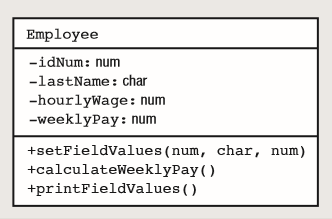 Employee
-idNum: num
-lastName: char
-hourlyWage: num
-weeklyPay: num
+setFieldValues(num, char, num)
+calculateWeeklyPay()
+printFieldValues()